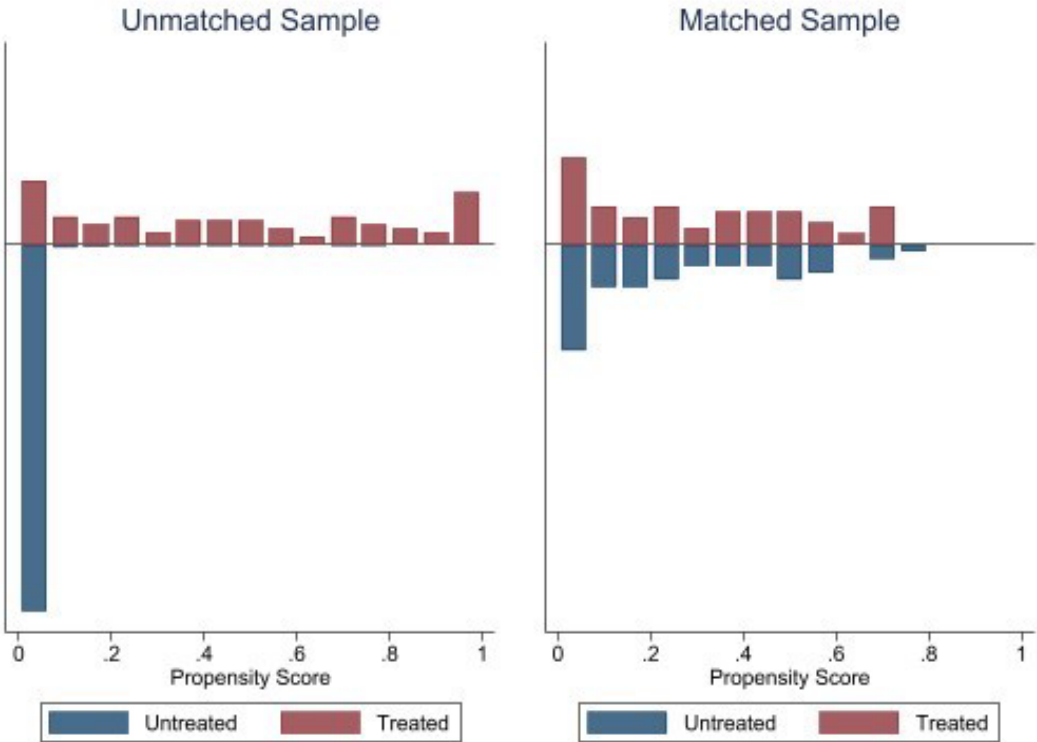 Unmatched Sample
0 .2 .4 .6 .8 1
Propensity Score
Untreated Treated
Matched Sample
0 .2 .4 .6 .8 1
Propensity Score
Untreated Treated